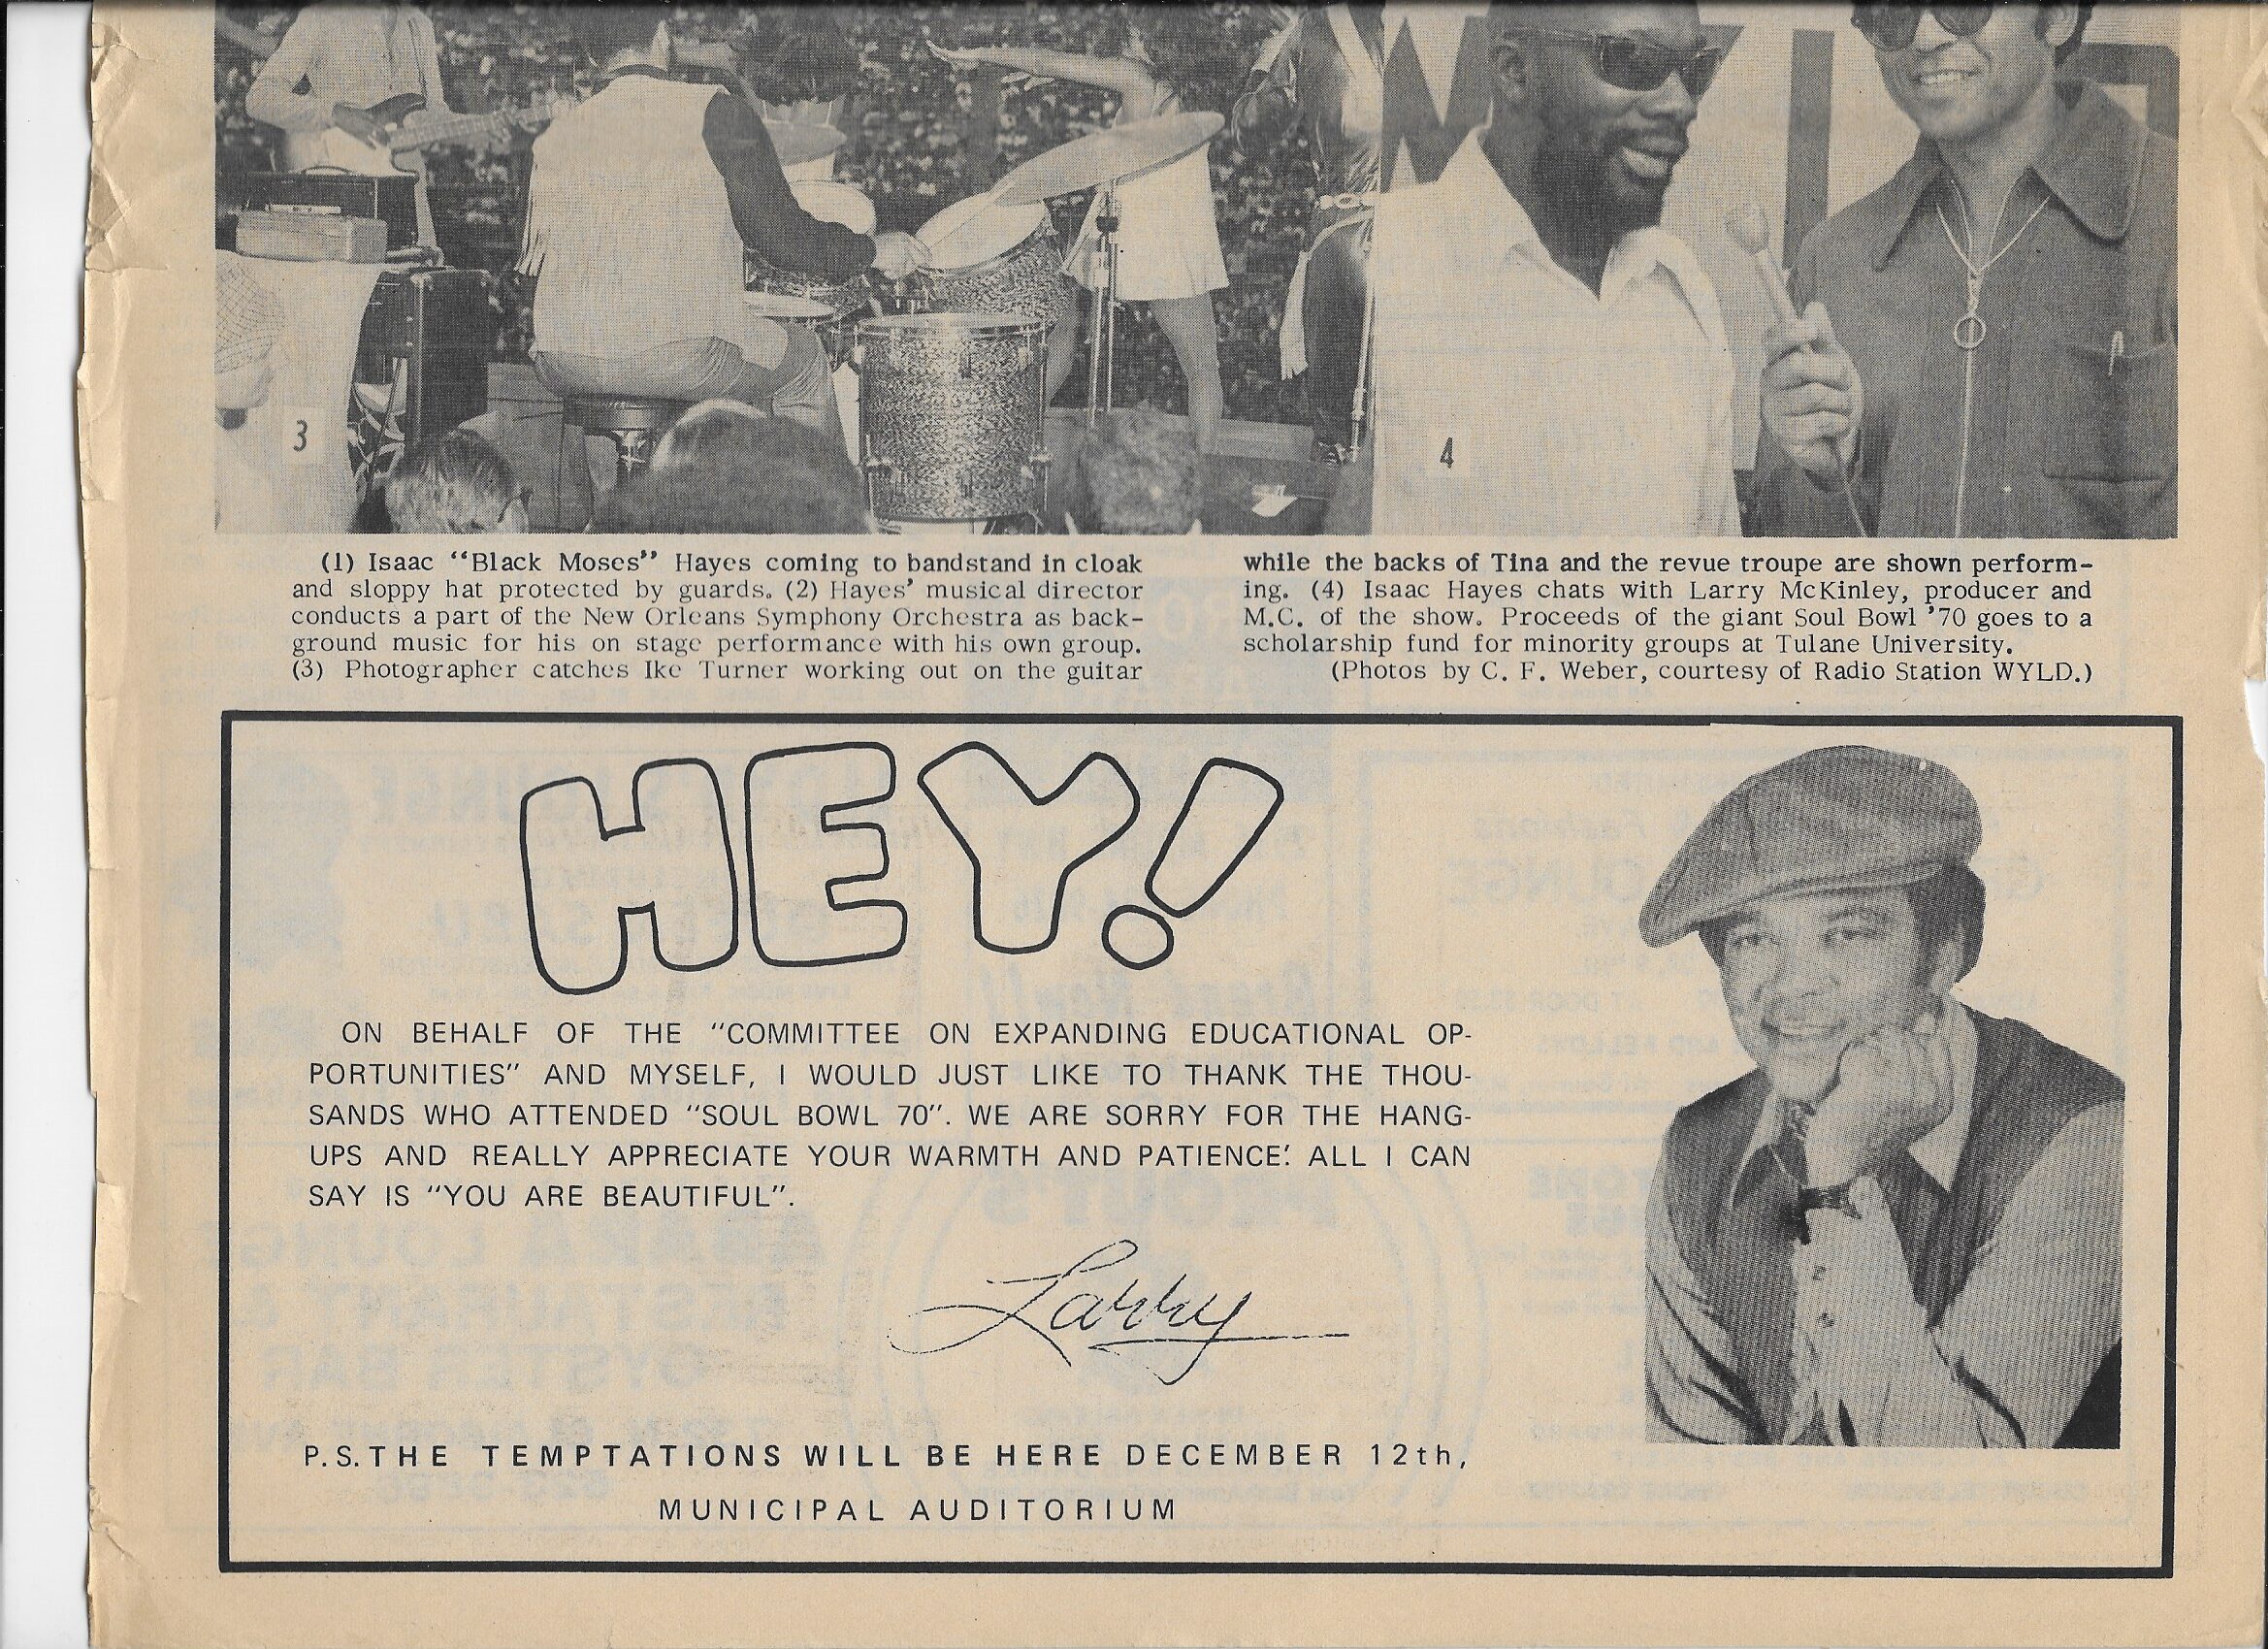 3
4
(1) Isaac “Black Moses” Hayes coming to bandstand in cloak
and sloppy hat protected by guards. (2) Hayes’ musical director
conducts a part of the New Orleans Symphony Orchestra as back-
ground music for his on stage performance with his own group.
(3) Photographer catches Ike Turner working out on the guitar
while the backs of Tina and the revue troupe are shown perform-
ing. (4) Isaac Hayes chats with Larry McKinley, producer and
M.C. of the show. Proceeds of the giant Soul Bowl ’70 goes to a
scholarship fund for minority groups at Tulane University.
(Photos by C. F. Weber, courtesy of Radio Station WYLD.)
HEY!
ON BEHALF OF THE "COMMITTEE ON EXPANDING EDUCATIONAL OP-
PORTUNITIES" AND MYSELF, I WOULD JUST LIKE TO THANK THE THOU-
SANDS WHO ATTENDED "SOUL BOWL 70". WE ARE SORRY FOR THE HANG-
UPS AND REALLY APPRECIATE YOUR WARMTH AND PATIENCE.' ALL I CAN
SAY IS "YOU ARE BEAUTIFUL".
Larry
P.S. THE TEMPTATIONS WILL BE HERE DECEMBER 12th,
MUNICIPAL AUDITORIUM